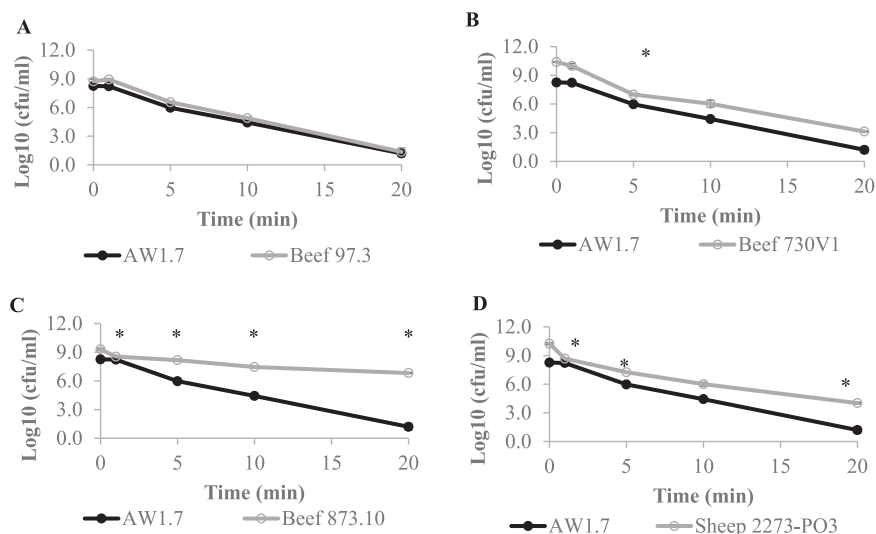 A
12.0
9.0
6.0
3.0
0.0
Log10 (cfu/ml)
0 5 10 15 20
Time (min)
AW1.7 Beef 97.3
B
*
12.0
9.0
6.0
3.0
0.0
Log10 (cfu/ml)
0 5 10 15 20
Time (min)
AW1.7 Beef 730V1
C
* * * *
12.0
9.0
6.0
3.0
0.0
Log10 (cfu/ml)
0 5 10 15 20
Time (min)
AW1.7 Beef 873.10
D
* * *
12.0
9.0
6.0
3.0
0.0
Log10 (cfu/ml)
0 5 10 15 20
Time (min)
AW1.7 Sheep 2273-PO3